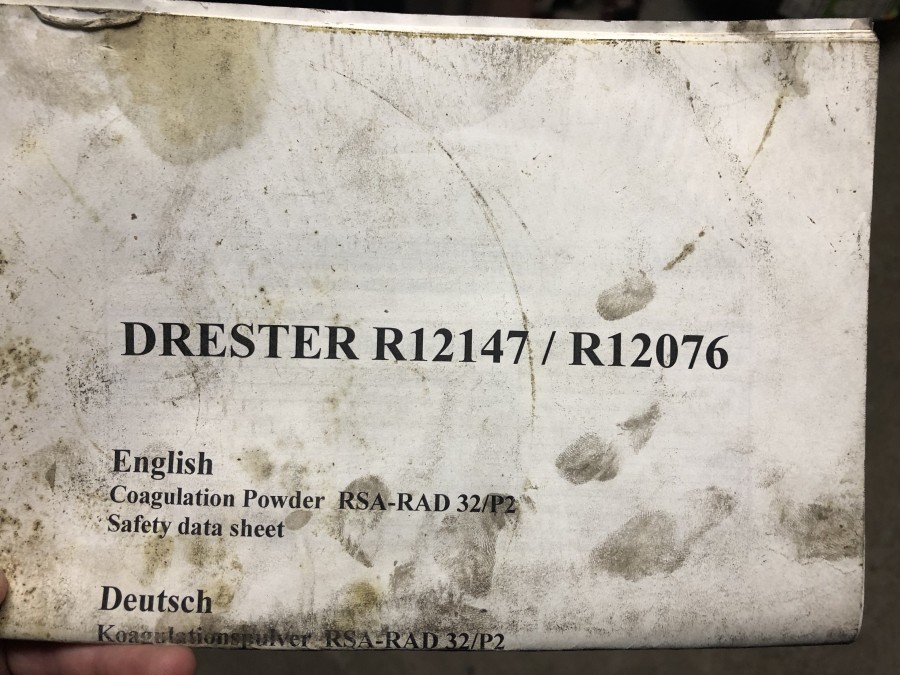 DRESTER R12147 / R12076
English
Coagulation Powder RSA-RAD 32/P2
Safety data sheet
Deutsch
Koagulationspulver RSA-RAD 32/P2